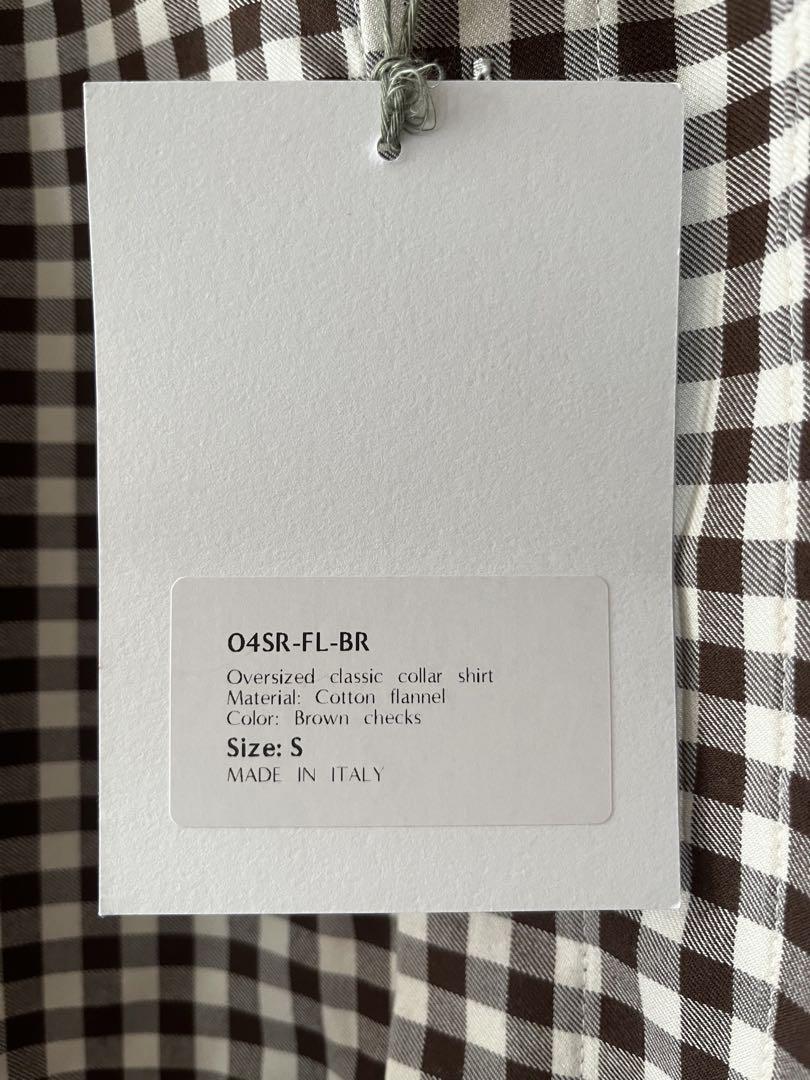 04SR-FL-BR
Oversized classic collar shirt
Material: Cotton flannel
Color: Brown checks
Size: S
MADE IN ITALY